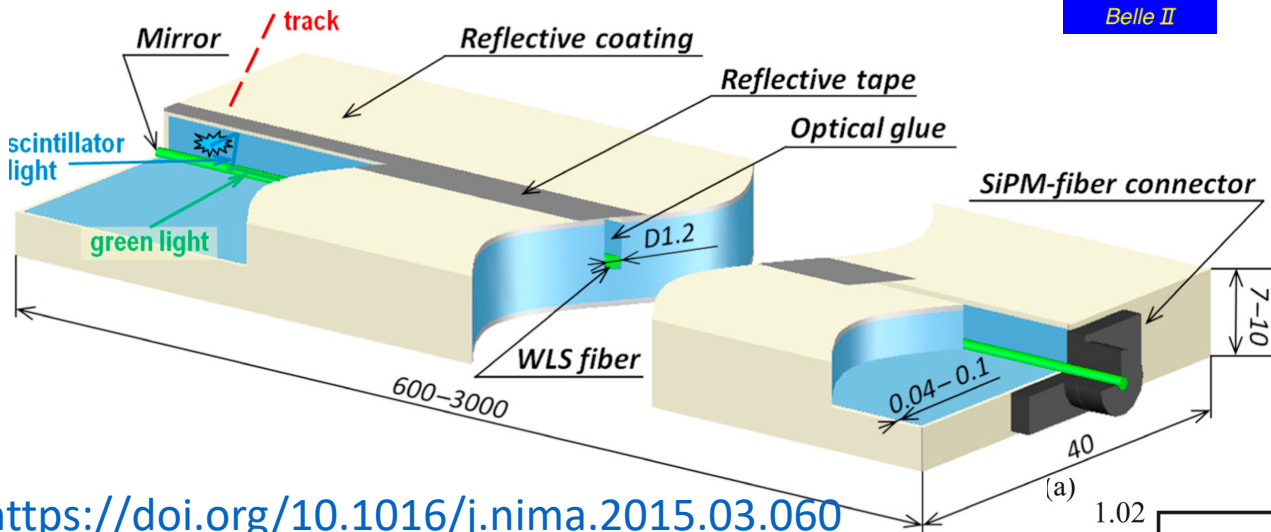 Belle II
track
Mirror
Reflective coating
Reflective tape
Optical glue
scintillator
light
SiPM-fiber connector
green light
D1.2
7–10
WLS fiber
0.04–0.1
600–3000
40
(a)
https://doi.org/10.1016/j.nima.2015.03.060
1.02